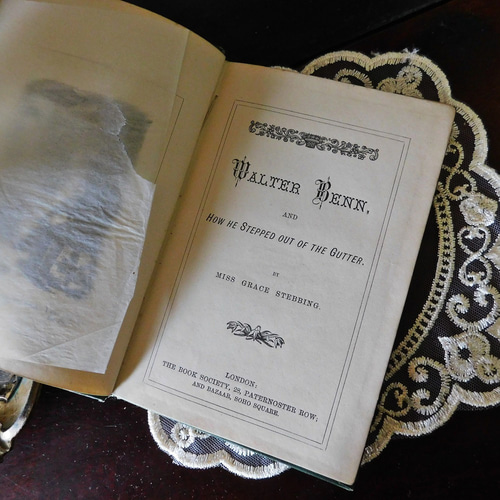 WALTER BENN,
AND
HOW HE STEPPED OUT OF THE GUTTER.
BY
MISS GRACE STEBBING.
LONDON:
THE BOOK SOCIETY, 28, PATERNOSTER ROW;
AND BAZAAR, SOHO SQUARE.